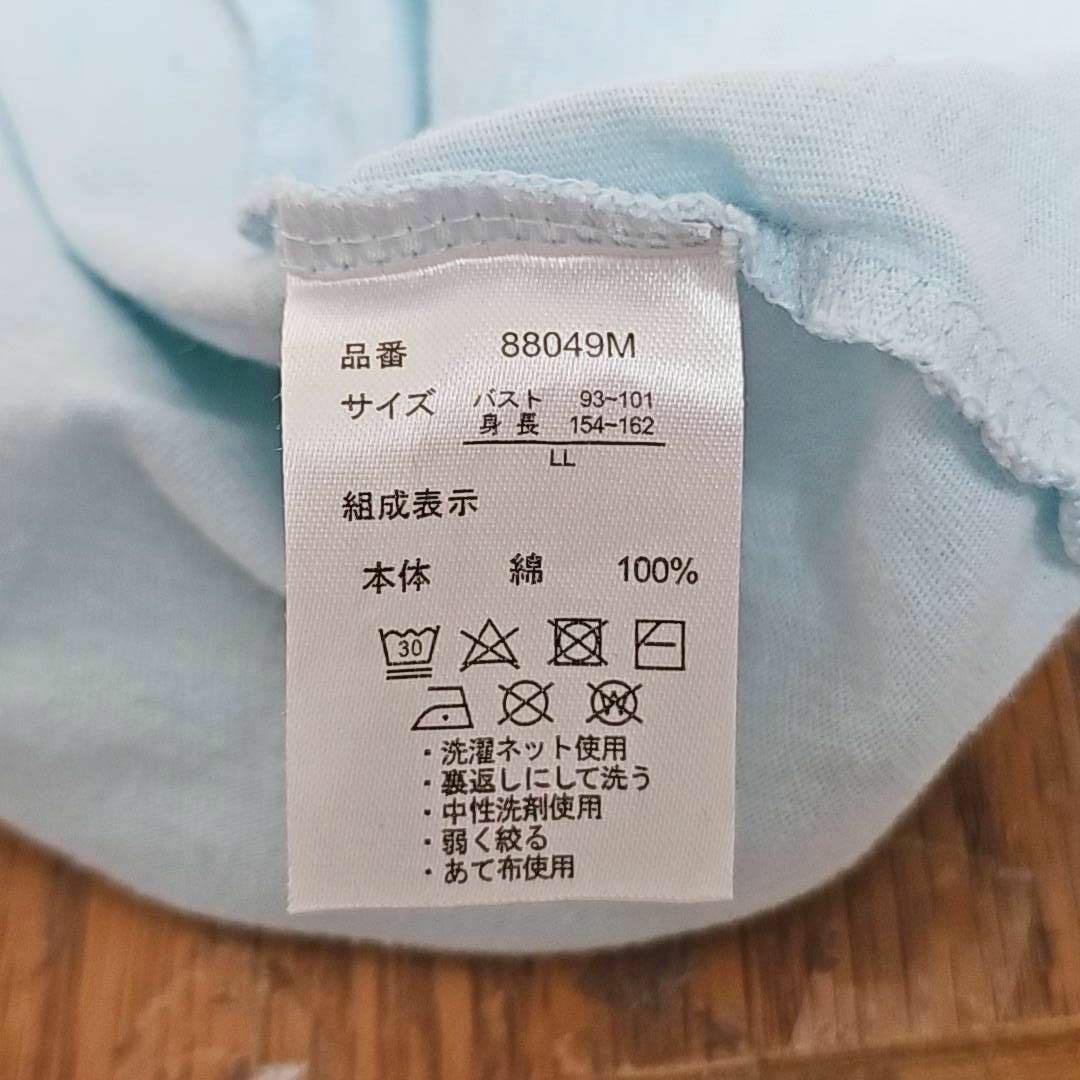 品番 88049M
サイズ バスト 93~101
身長 154~162
LL
組成表示
本体 綿 100%
30
W
・洗濯ネット使用
・裏返しにして洗う
・中性洗剤使用
・弱く絞る
・あて布使用